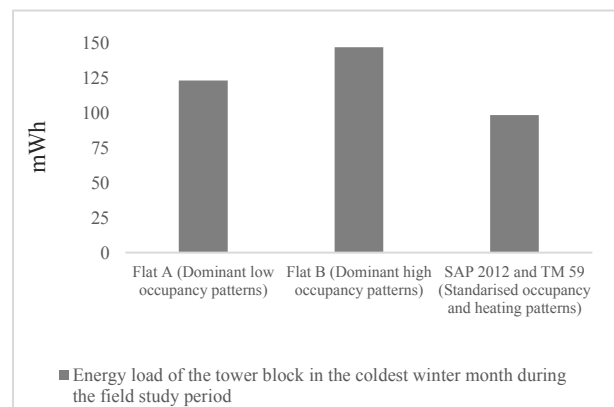 mWh
150
125
100
75
50
25
0
Flat A (Dominant low
occupancy patterns)
Flat B (Dominant high
occupancy patterns)
SAP 2012 and TM 59
(Standarised occupancy
and heating patterns)
Energy load of the tower block in the coldest winter month during
the field study period